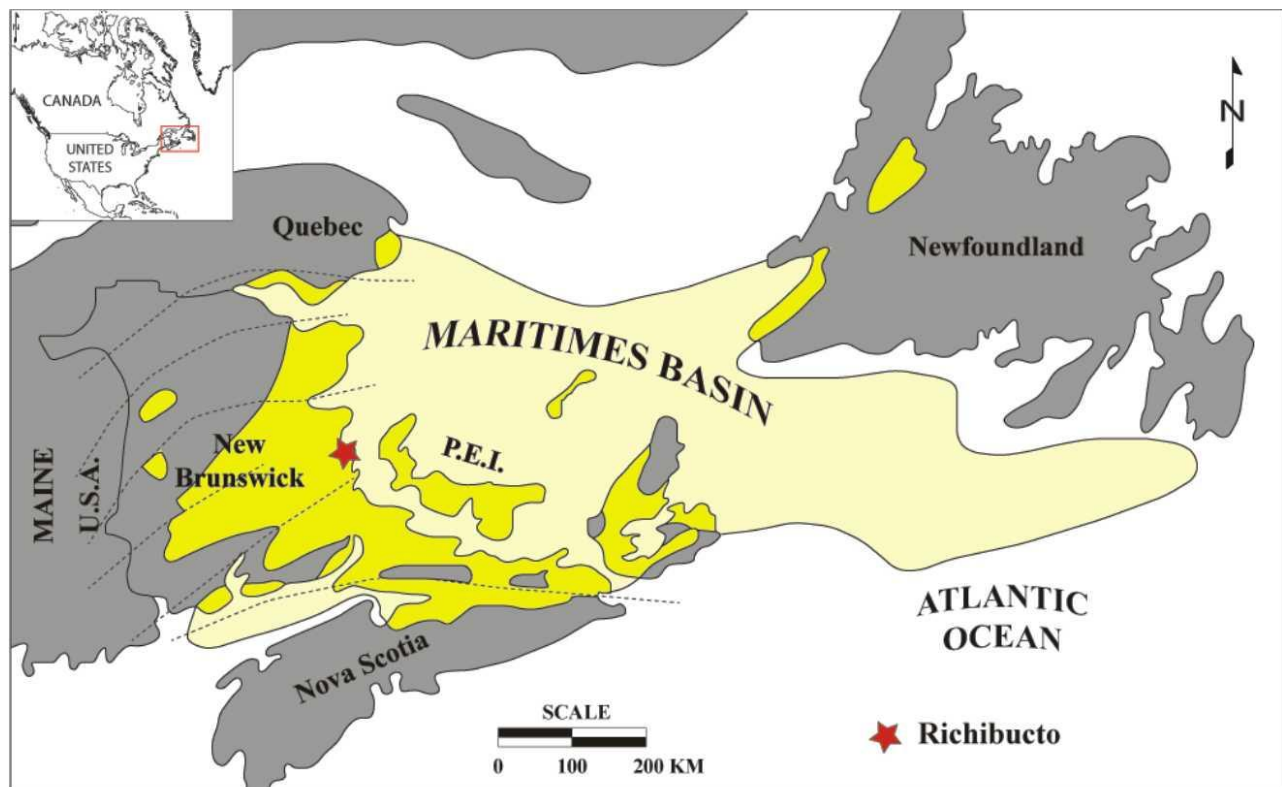 CANADA
UNITED
STATES
N
Quebec
Newfoundland
MARITIMES BASIN
New
Brunswick
P.E.I.
MAINE
U.S.A.
Nova Scotia
ATLANTIC
OCEAN
SCALE
0 100 200 KM
Richibucto